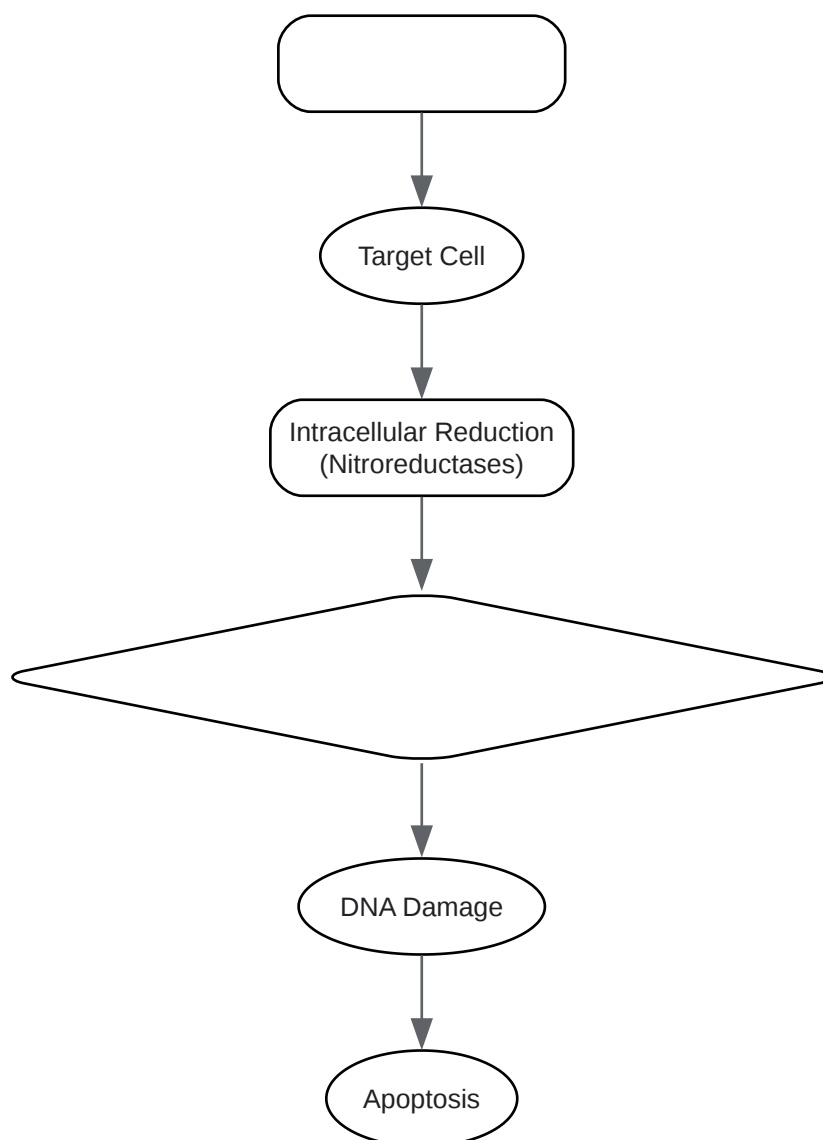 Target Cell
Intracellular Reduction
(Nitroreductases)
DNA Damage
Apoptosis